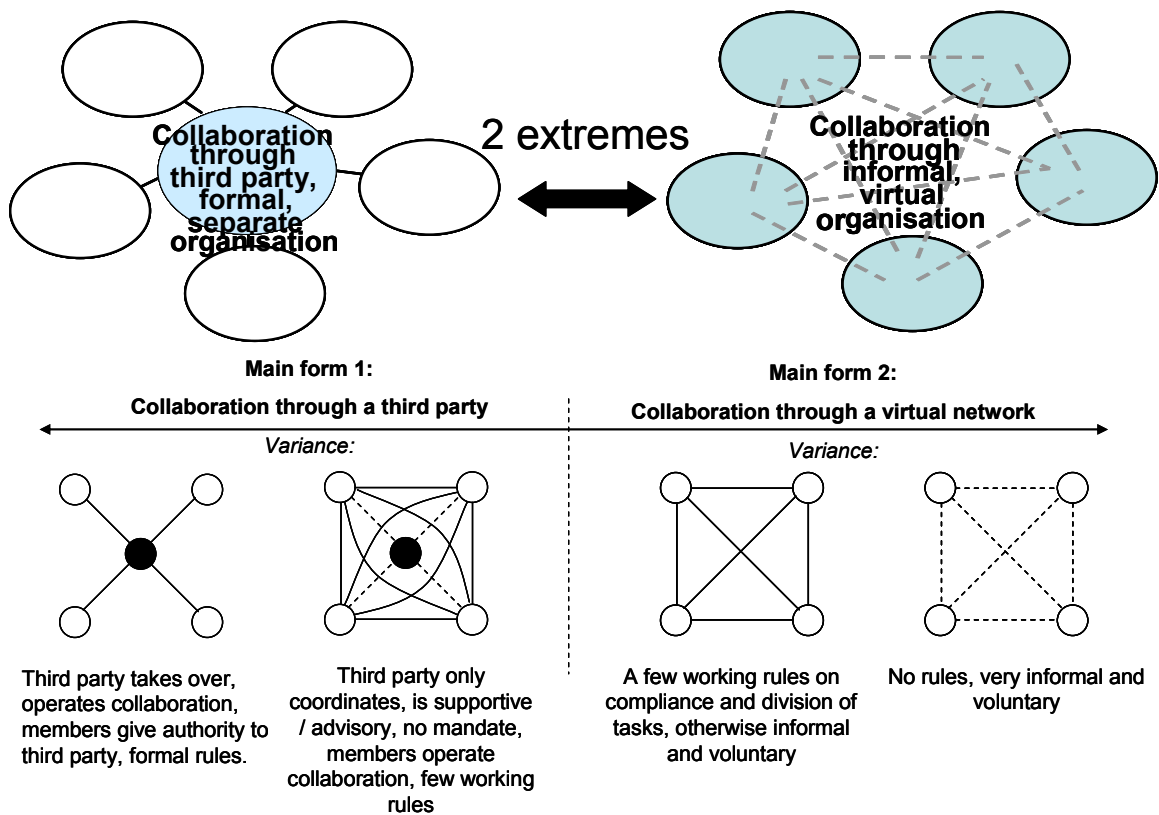 Collaboration
through
third party,
formal,
separate
organisation
2 extremes
Collaboration
through
informal,
virtual
organisation
Main form 1:
Collaboration through a third party
Main form 2:
Collaboration through a virtual network
Variance:
Variance:
Third party takes over,
operates collaboration,
members give authority to
third party, formal rules.
Third party only
coordinates, is supportive
/ advisory, no mandate,
members operate
collaboration, few working
rules
A few working rules on
compliance and division of
tasks, otherwise informal
and voluntary
No rules, very informal and
voluntary